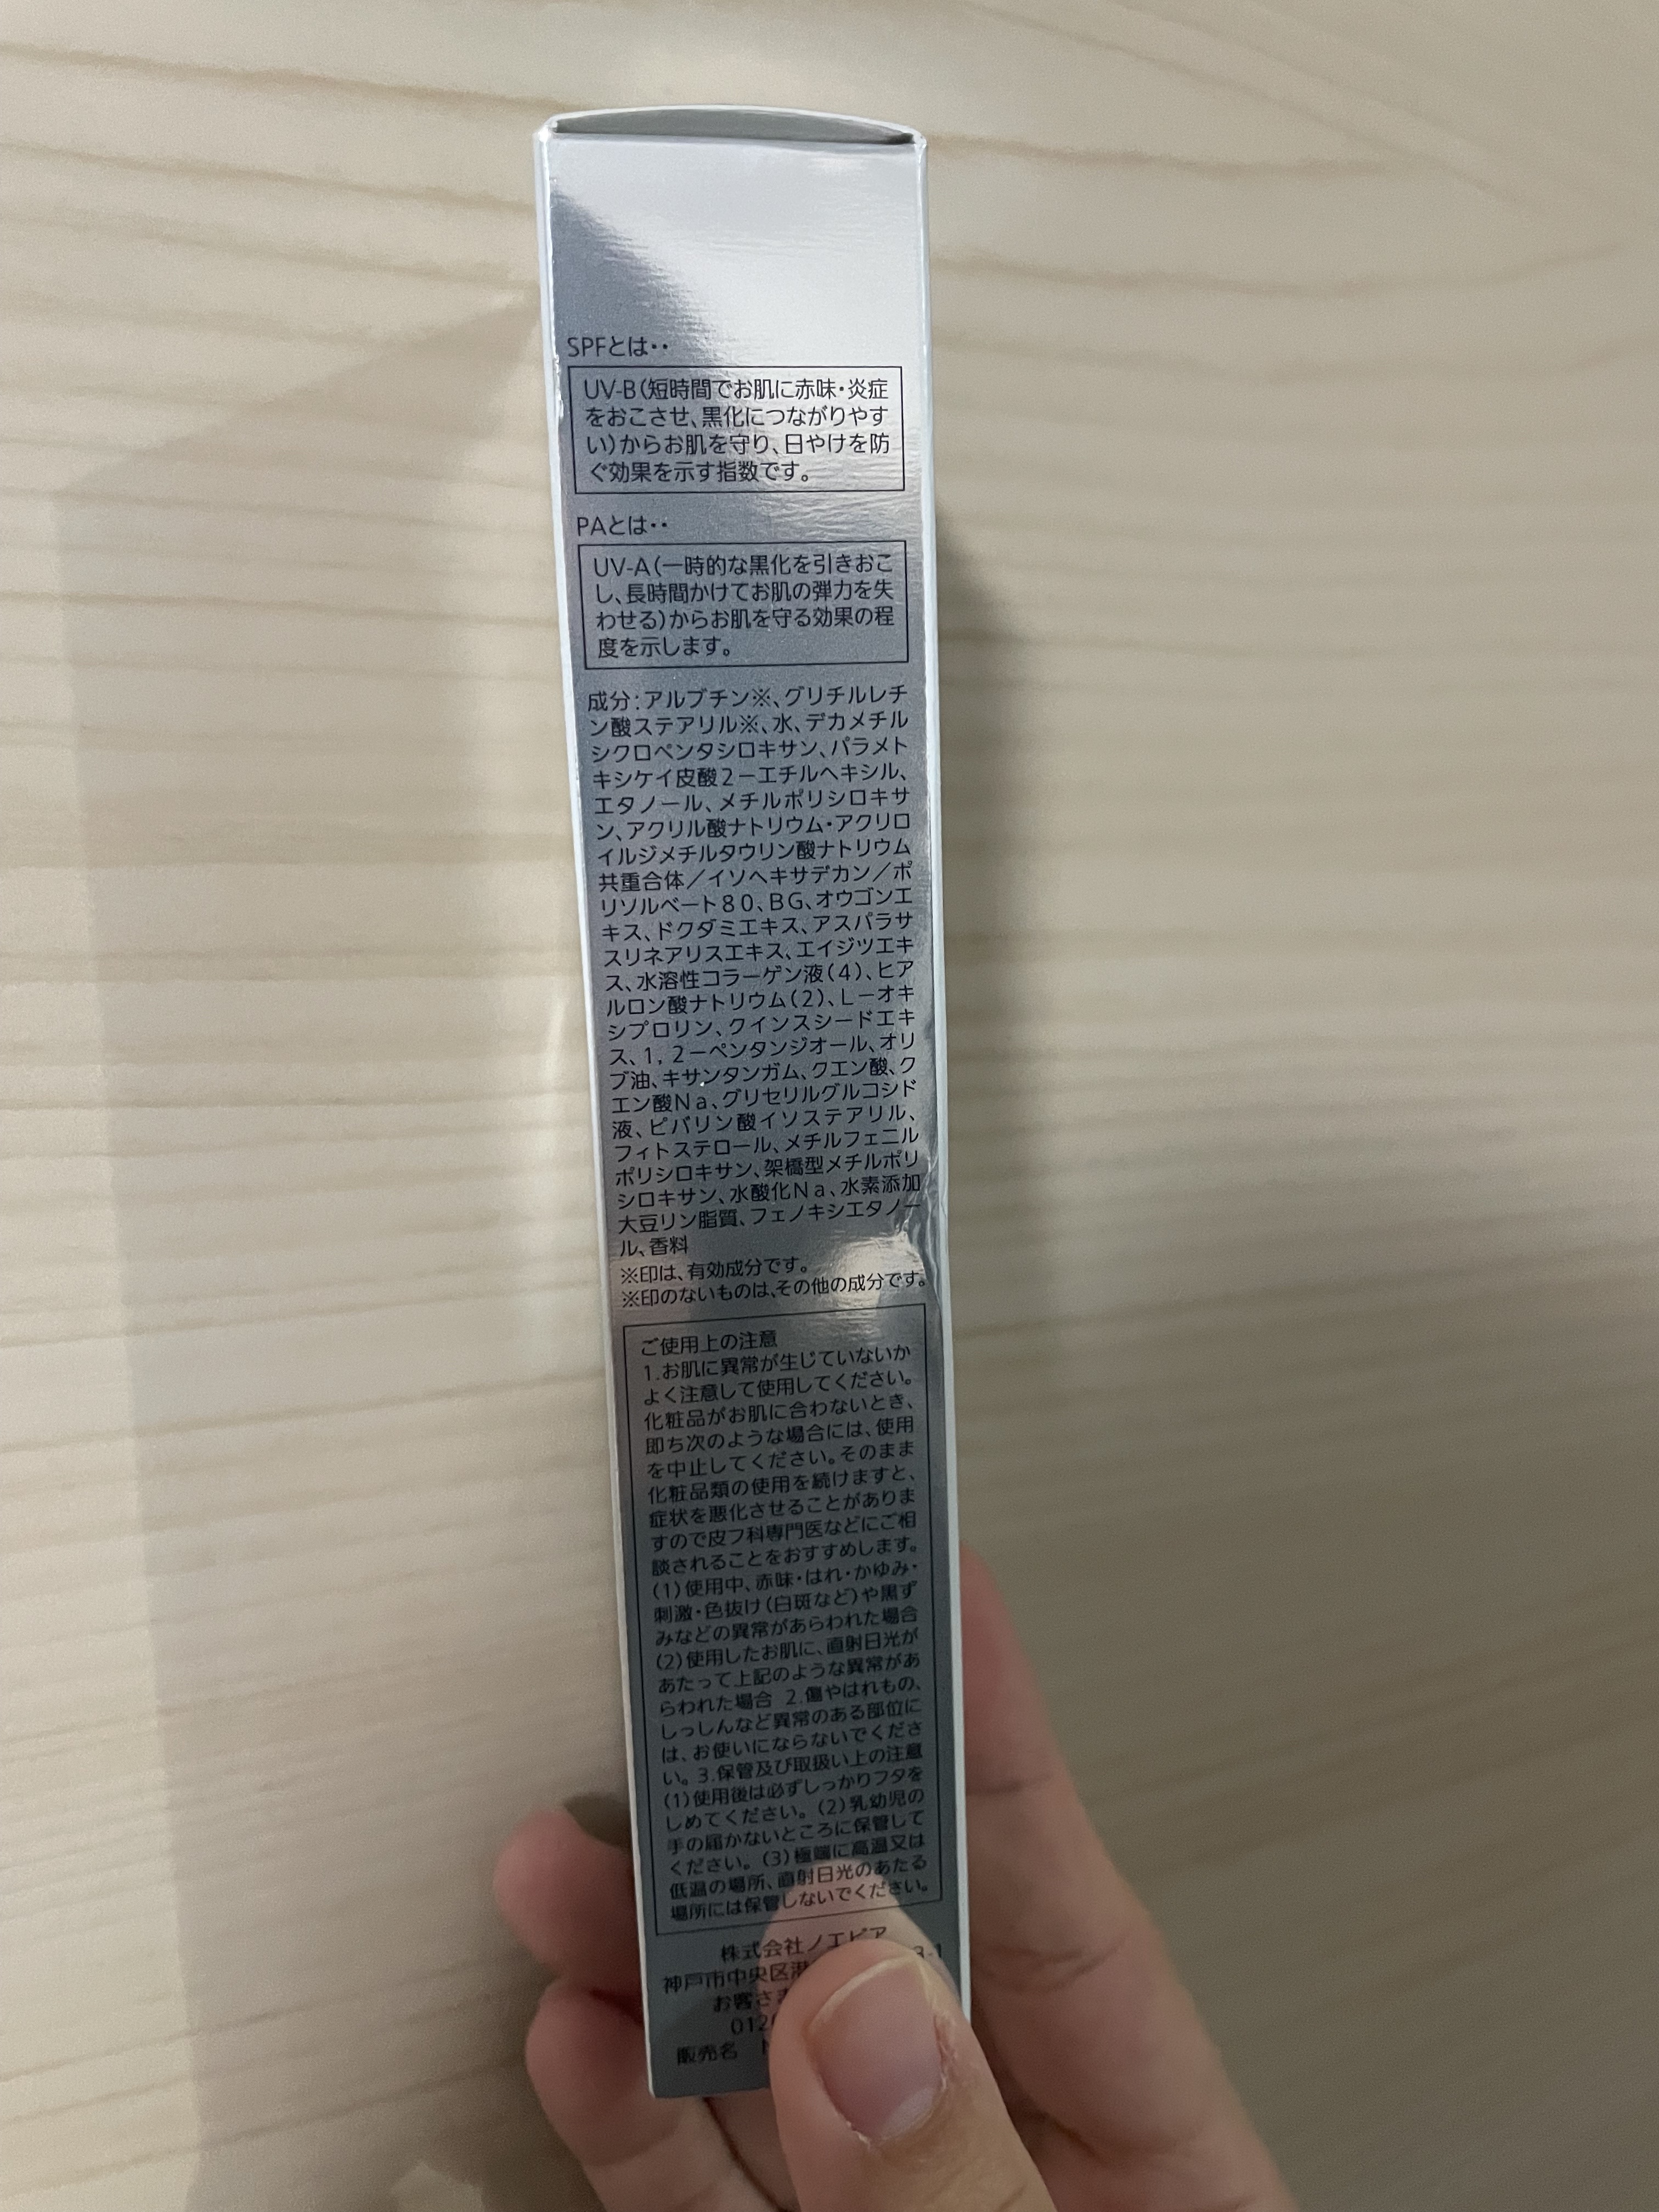 SPFとは・・
UV-B(短時間でお肌に赤味・炎症
をおこさせ、黒化につながりやす
い)からお肌を守り、日やけを防
ぐ効果を示す指数です。
PAとは・・
UV-A(一時的な黒化を引きおこ
し、長時間かけてお肌の弾力を失
わせる)からお肌を守る効果の程
度を示します。
成分：アルブチン※、グリチルレチ
ン酸ステアリル※、水、デカメチル
シクロペンタシロキサン、パラメト
キシケイ皮酸2－エチルヘキシル、
エタノール、メチルポリシロキサ
ン、アクリル酸ナトリウム・アクリロ
イルジメチルタウリン酸ナトリウム
共重合体／イソヘキサデカン／ポ
リソルベート80、BG、オウゴンエ
キス、ドクダミエキス、アスパラサ
スリネアリスエキス、エイジツエキ
ス、水溶性コラーゲン液(4)、ヒア
ルロン酸ナトリウム(2)、L－オキ
シプロリン、クインスシードエキ
ス、1，2－ペンタンジオール、オリ
ブ油、キサンタンガム、クエン酸、ク
エン酸Na、グリセリルグルコシド
液、ピバリン酸イソステアリル、
フィトステロール、メチルフェニル
ポリシロキサン、架橋型メチルポリ
シロキサン、水酸化Na、水素添加
大豆リン脂質、フェノキシエタノー
ル、香料
※印は、有効成分です。
※印のないものは、その他の成分です。
ご使用上の注意
1.お肌に異常が生じていないか
よく注意して使用してください。
化粧品がお肌に合わないとき、
即ち次のような場合には、使用
を中止してください。そのまま
化粧品類の使用を続けますと、
症状を悪化させることがありま
すので皮フ科専門医などにご相
談されることをおすすめします。
(1)使用中、赤味・はれ・かゆみ・
刺激・色抜け(白斑など)や黒ず
みなどの異常があらわれた場合
(2)使用したお肌に、直射日光が
あたって上記のような異常があ
らわれた場合 2.傷やはれもの、
しっしんなど異常のある部位に
は、お使いにならないでくださ
い。3.保管及び取扱い上の注意
(1)使用後は必ずしっかりフタを
しめてください。(2)乳幼児の
手の届かないところに保管して
ください。(3)極端に高温又は
低温の場所、直射日光のあたる
場所には保管しないでください。
株式会社ノエビア
神戸市中央区港
お客さま
012
販売名